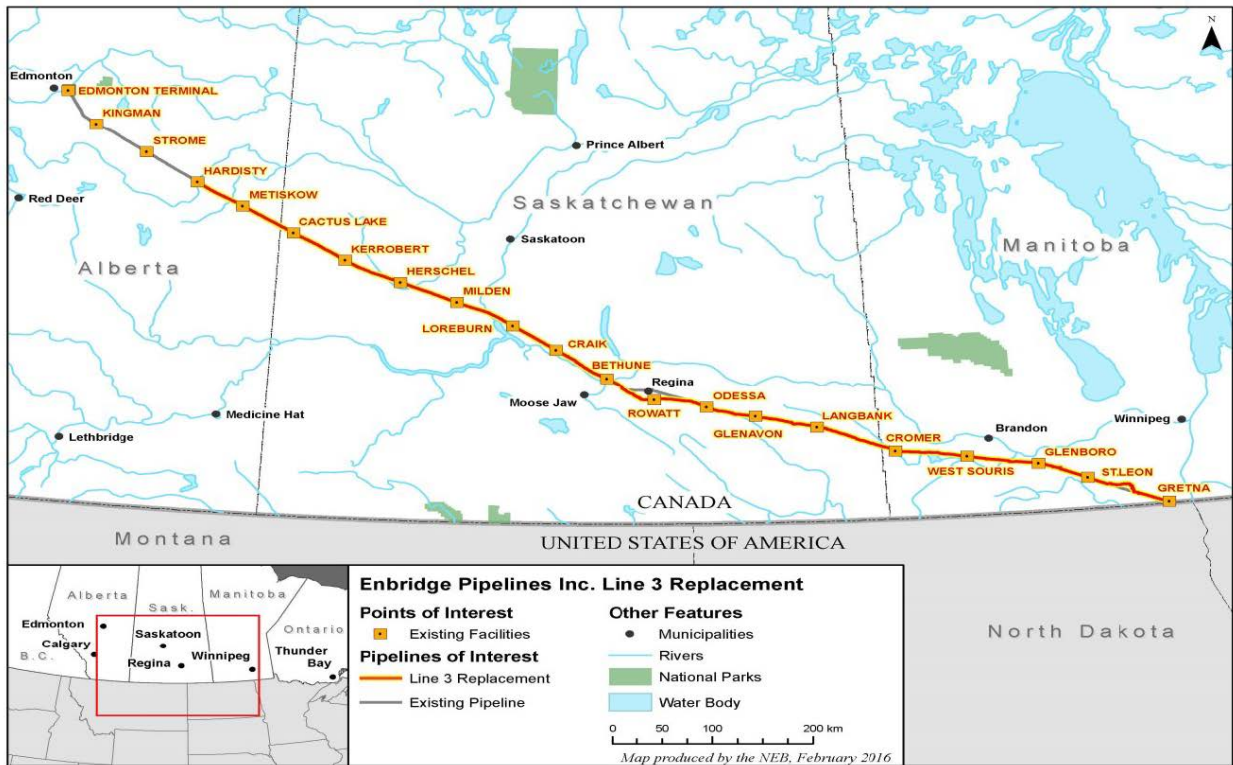 N
Edmonton
EDMONTON TERMINAL
KINGMAN
STROME
Prince Albert
HARDISTY
Red Deer
METISKOW
Saskatchewan
CACTUS LAKE
Saskatoon
Manitoba
Alberta
KERROBERT
HERSCHEL
MILDEN
LOREBURN
CRAIK
BETHUNE
Regina
Moose Jaw
ODESSA
ROWATT
Medicine Hat
GLENAVON
LANGBANK
Winnipeg
Lethbridge
Brandon
CROMER
WEST SOURIS
GLENBORO
ST.LEON
GRETNA
CANADA
UNITED STATES OF AMERICA
Montana
North Dakota
Alberta
Manitoba
Sask.
Edmonton
Saskatoon
Ontario
Calgary
B.C.
Regina
Winnipeg
Thunder
Bay
Enbridge Pipelines Inc. Line 3 Replacement
Points of Interest
Existing Facilities
Pipelines of Interest
Line 3 Replacement
Existing Pipeline
Other Features
Municipalities
Rivers
National Parks
Water Body
0 50 100 200 km
Map produced by the NEB, February 2016